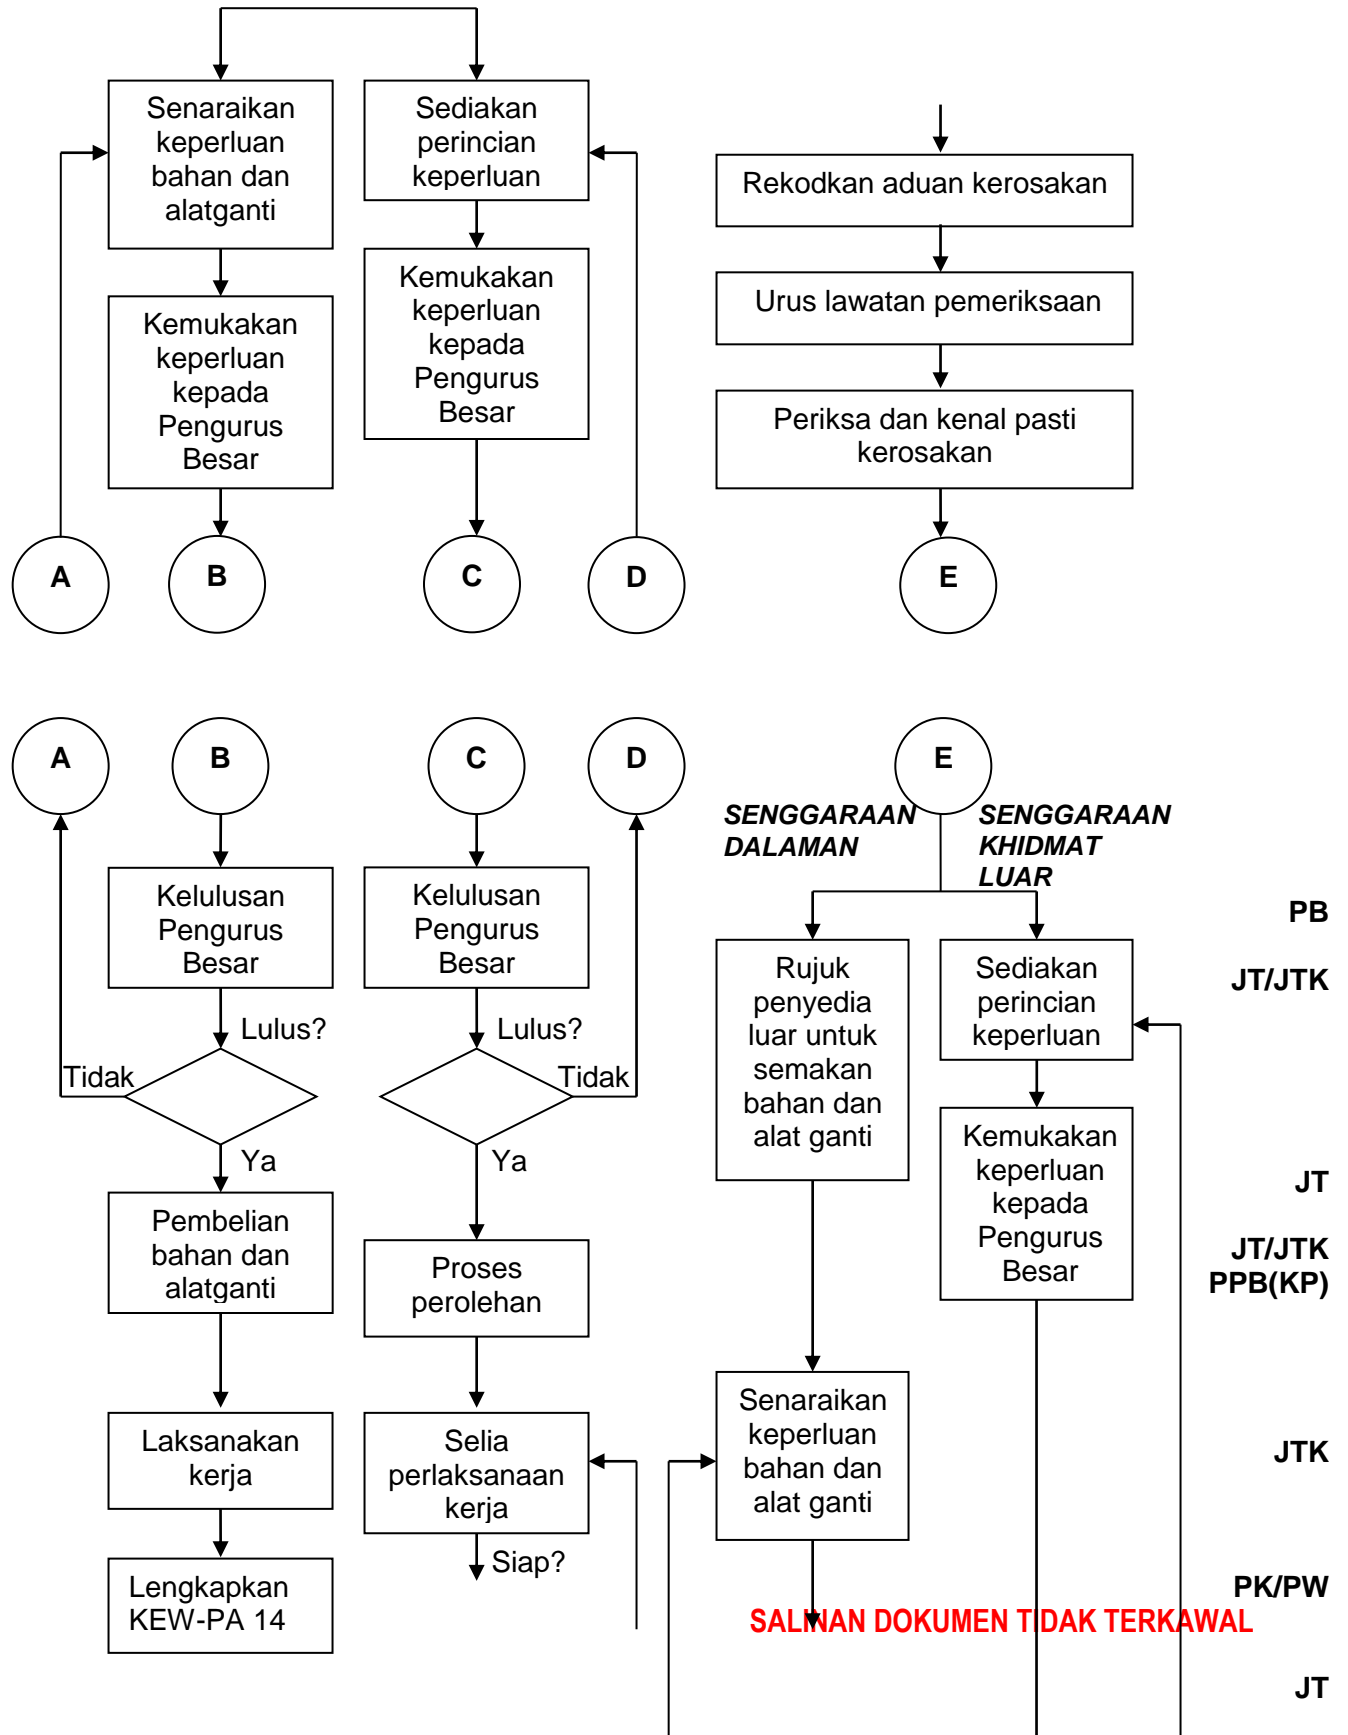 Senaraikan
keperluan
bahan dan
alatganti
Sediakan
perincian
keperluan
Rekodkan aduan kerosakan
Kemukakan
keperluan
kepada
Pengurus
Besar
Kemukakan
keperluan
kepada
Pengurus
Besar
Urus lawatan pemeriksaan
Periksa dan kenal pasti
kerosakan
A
B
C
D
E
A
B
C
D
E
SENGGARAAN
DALAMAN
SENGGARAAN
KHIDMAT
LUAR
Kelulusan
Pengurus
Besar
Kelulusan
Pengurus
Besar
PB
Rujuk
penyedia
luar untuk
semakan
bahan dan
alat ganti
Sediakan
perincian
keperluan
JT/JTK
Lulus?
Lulus?
Tidak
Tidak
Ya
Ya
Kemukakan
keperluan
kepada
Pengurus
Besar
JT
Pembelian
bahan dan
alatganti
Proses
perolehan
JT/JTK
PPB(KP)
Laksanakan
kerja
Selia
perlaksanaan
kerja
Senaraikan
keperluan
bahan dan
alat ganti
JTK
Siap?
Lengkapkan
KEW-PA 14
PK/PW
SALINAN DOKUMEN TIDAK TERKAWAL
JT